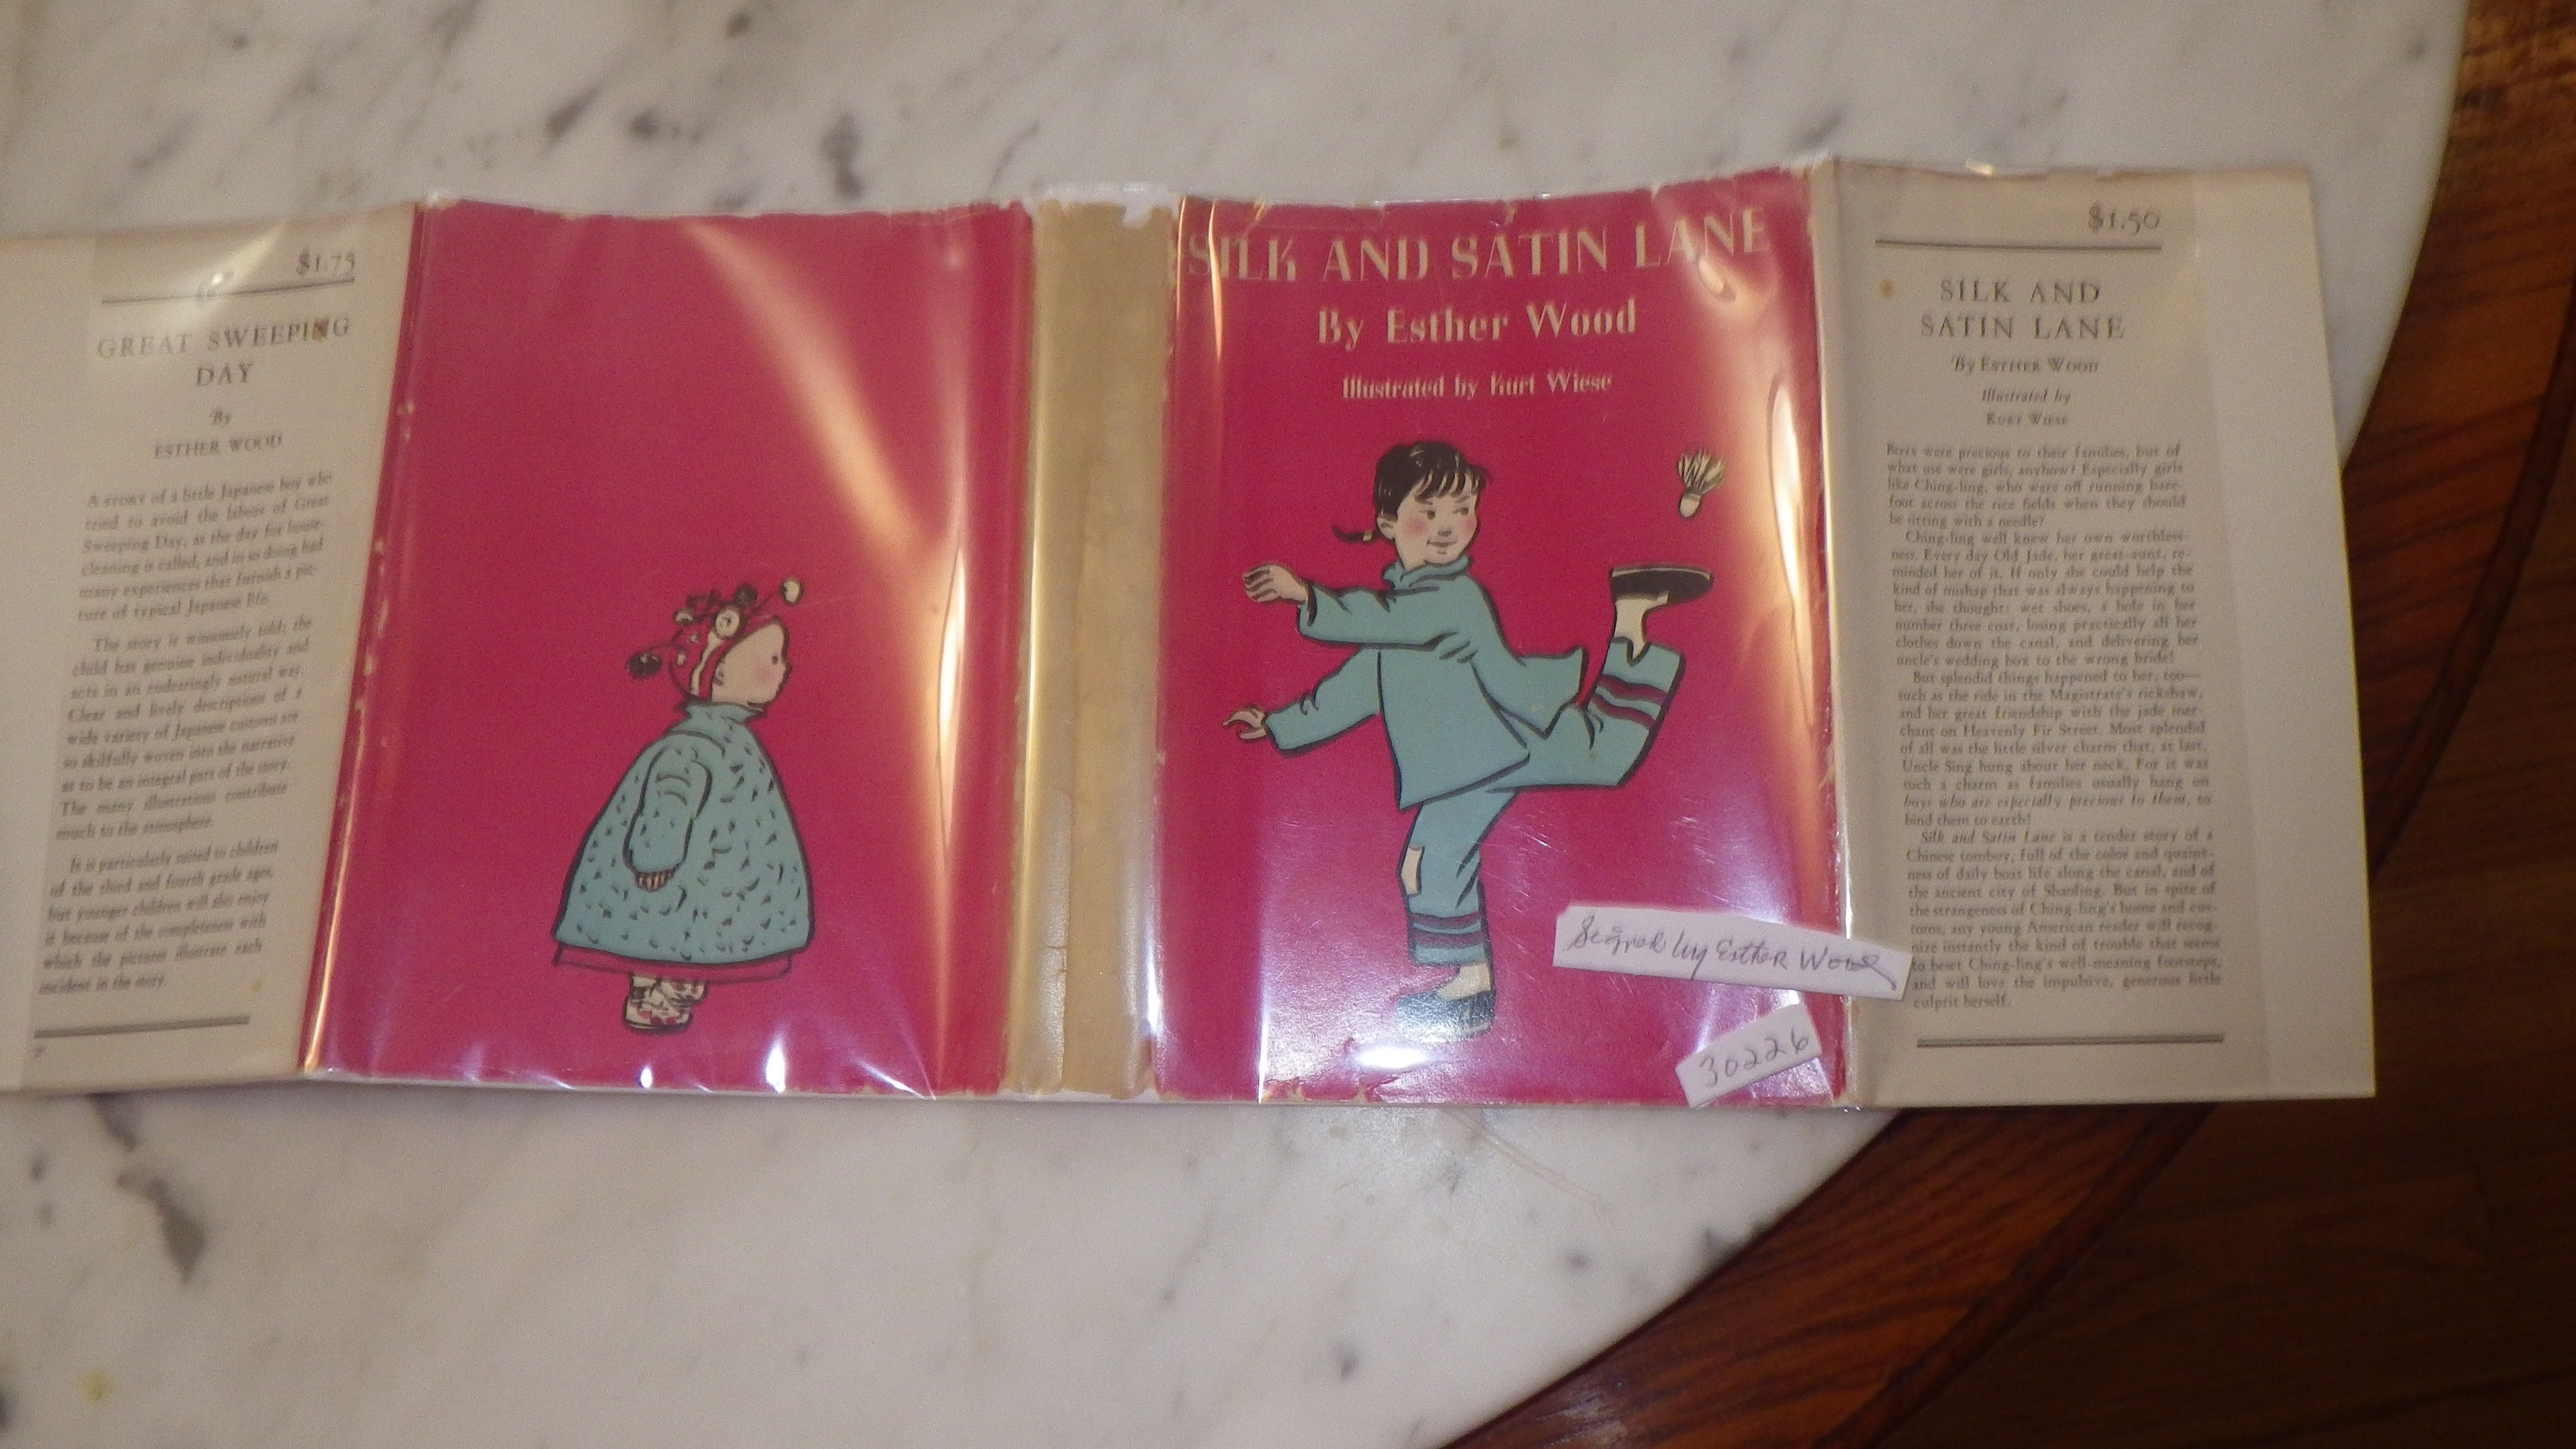 $1.75
GREAT SWEEPING
DAY
By
ESTHER WOOD
A STORY of a little Japanese boy who
tried to avoid the labors of Great
Sweeping Day, as the day for house-
cleaning is called, and in so doing had
many experiences that furnish a pic-
ture of typical Japanese life.
The story is winsomely told; the
child has genuine individuality and
acts in an endearingly natural way.
Clear and lively descriptions of a
wide variety of Japanese customs are
so skilfully woven into the narrative
as to be an integral part of the story.
The many illustrations contribute
much to the atmosphere.
It is particularly suited to children
of the third and fourth grade ages,
but younger children will also enjoy
it because of the completeness with
which the pictures illustrate each
incident in the story.
SILK AND SATIN LANE
By Esther Wood
Illustrated by Kurt Wiese
Signed by Esther Wood
30226
$1.50
SILK AND
SATIN LANE
By ESTHER WOOD
Illustrated by
KURT WIESE
Boys were precious to their families, but of
what use were girls, anyhow? Especially girls
like Ching-ling, who were off running bare-
foot across the rice fields when they should
be sitting with a needle?
Ching-ling well knew her own worthless-
ness. Every day Old Jade, her great-aunt, re-
minded her of it. If only she could help the
kind of mishap that was always happening to
her, she thought: wet shoes, a hole in her
number three coat, losing practically all her
clothes down the canal, and delivering her
uncle's wedding box to the wrong bride!
But splendid things happened to her, too—
such as the ride in the Magistrate's rickshaw,
and her great friendship with the jade mer-
chant on Heavenly Fir Street. Most splendid
of all was the little silver charm that, at last,
Uncle Sing hung about her neck. For it was
such a charm as families usually hang on
boys who are especially precious to them, to
bind them to earth!
Silk and Satin Lane is a tender story of a
Chinese tomboy, full of the color and quaint-
ness of daily boat life along the canal, and of
the ancient city of Shaoling. But in spite of
the strangeness of Ching-ling's home and cus-
toms, any young American reader will recog-
nize instantly the kind of trouble that seems
to beset Ching-ling's well-meaning footsteps,
and will love the impulsive, generous little
culprit herself.